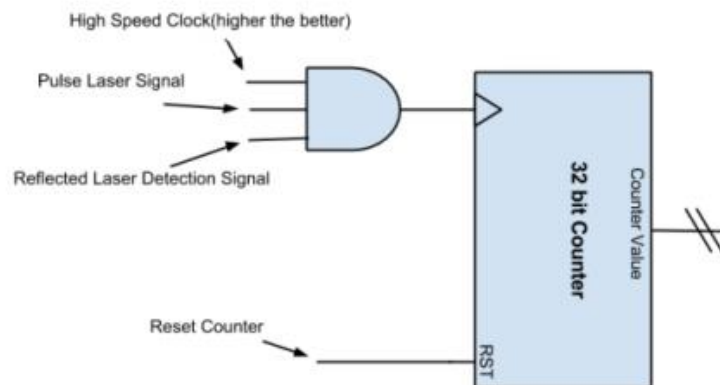 High Speed Clock(higher the better)
Pulse Laser Signal
Reflected Laser Detection Signal
32 bit Counter
Counter Value
Reset Counter
RST